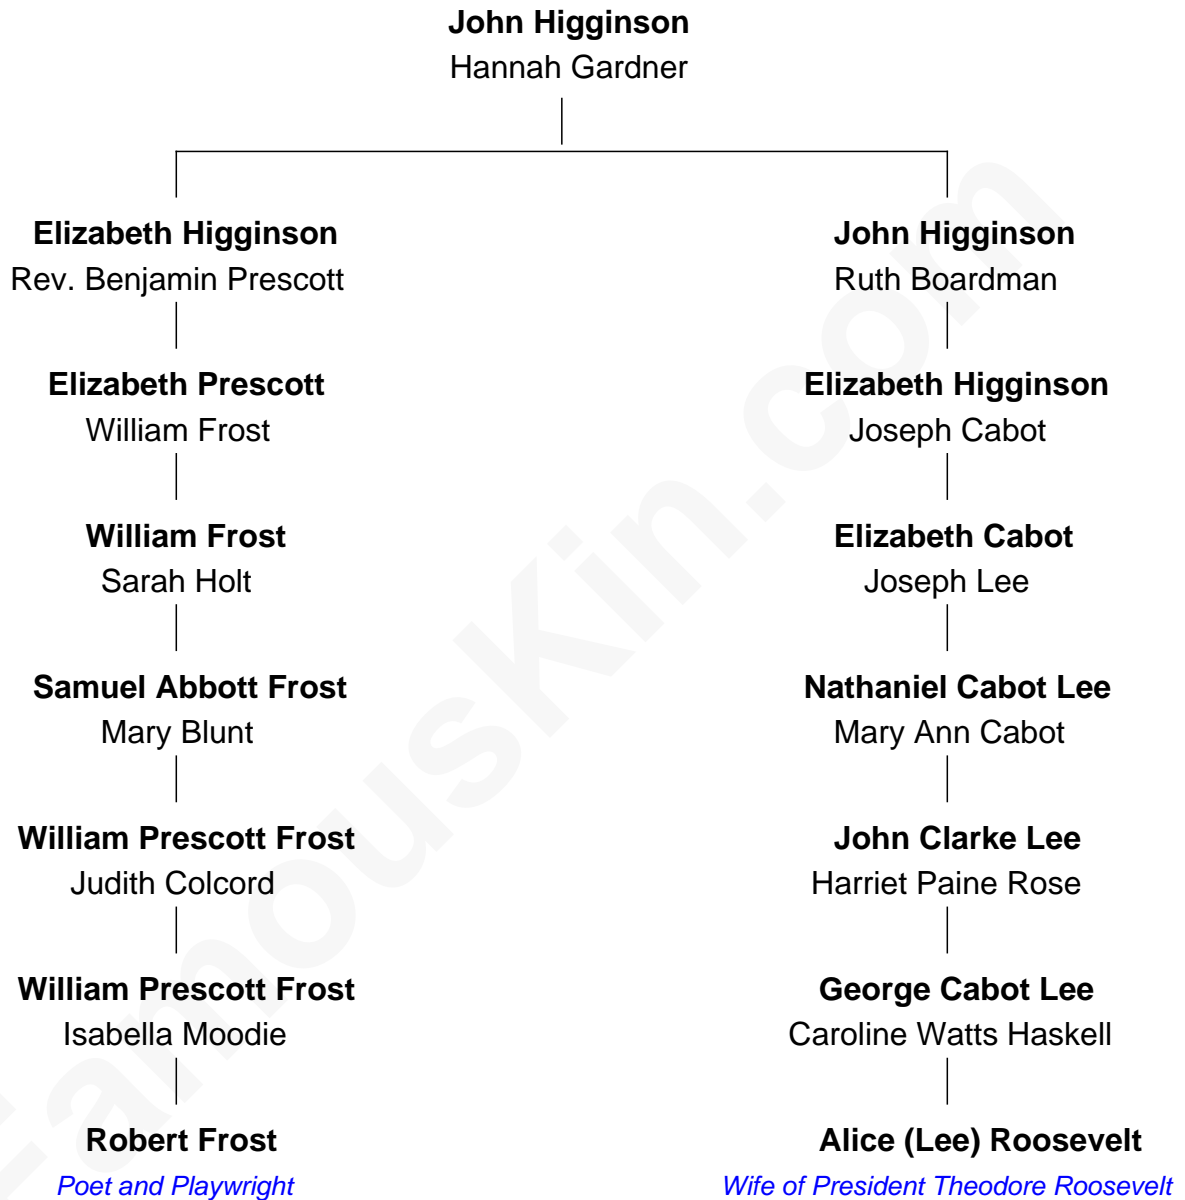 John Higginson
Hannah Gardner
Elizabeth Higginson
Rev. Benjamin Prescott
Elizabeth Prescott
William Frost
William Frost
Sarah Holt
Samuel Abbott Frost
Mary Blunt
William Prescott Frost
Judith Colcord
William Prescott Frost
Isabella Moodie
Robert Frost
Poet and Playwright
John Higginson
Ruth Boardman
Elizabeth Higginson
Joseph Cabot
Elizabeth Cabot
Joseph Lee
Nathaniel Cabot Lee
Mary Ann Cabot
John Clarke Lee
Harriet Paine Rose
George Cabot Lee
Caroline Watts Haskell
Alice (Lee) Roosevelt
Wife of President Theodore Roosevelt
FamousKin.com